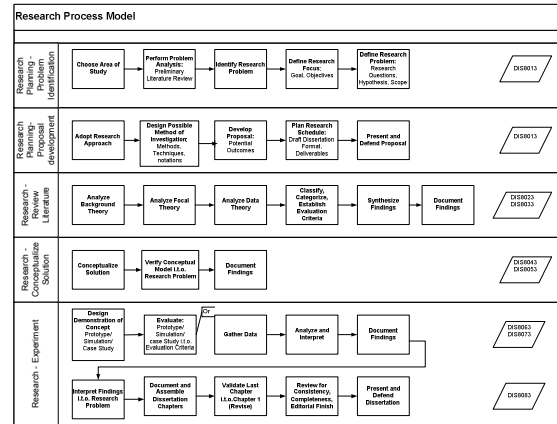 Research Process Model
Research
Planning -
Problem
Identification
Choose Area of
Study
Perform Problem
Analysis:
Preliminary
Literature Review
Identify Research
Problem
Define Research
Focus:
Goal, Objectives
Define Research
Problem:
Research
Questions,
Hypothesis, Scope
DIS8013
Research
Planning-
Proposal
development
Adopt Research
Approach
Design Possible
Method of
Investigation:
Methods,
Techniques,
notations
Develop
Proposal:
Potential
Outcomes
Plan Research
Schedule:
Draft Dissertation
Format,
Deliverables
Present and
Defend Proposal
DIS8013
Research -
Review
Literature
Analyze
Background
Theory
Analyze Focal
Theory
Analyze Data
Theory
Classify,
Categorize,
Establish
Evaluation
Criteria
Synthesize
Findings
Document
Findings
DIS8023
DIS8033
Research -
Conceptualize
Solution
Conceptualize
Solution
Verify Conceptual
Model i.t.o.
Research Problem
Document
Findings
DIS8043
DIS8053
Research - Experiment
Design
Demonstration of
Concept
Prototype/
Simulation/
Case Study
Evaluate:
Prototype/
Simulation/
case Study i.t.o.
Evaluation Criteria
Or
Gather Data
Analyze and
Interpret
Document
Findings
DIS8063
DIS8073
Interpret Findings
i.t.o. Research
Problem
Document and
Assemble
Dissertation
Chapters
Validate Last
Chapter
i.t.o.Chapter 1
(Revise)
Review for
Consistency,
Completeness,
Editorial Finish
Present and
Defend
Dissertation
DIS8083